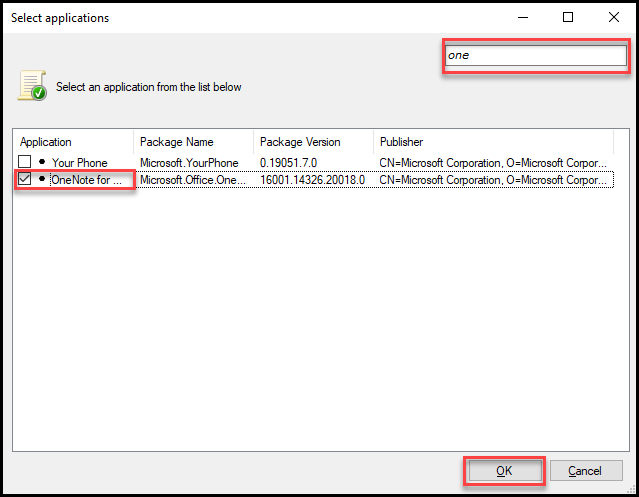 Select applications
one
Select an application from the list below
Application Package Name Package Version Publisher
Your Phone Microsoft.YourPhone 0.19051.7.0 CN=Microsoft Corporation, O=Microsoft Corpor...
OneNote for ... Microsoft.Office.One... 16001.14326.20018.0 CN=Microsoft Corporation, O=Microsoft Corpor...
OK Cancel